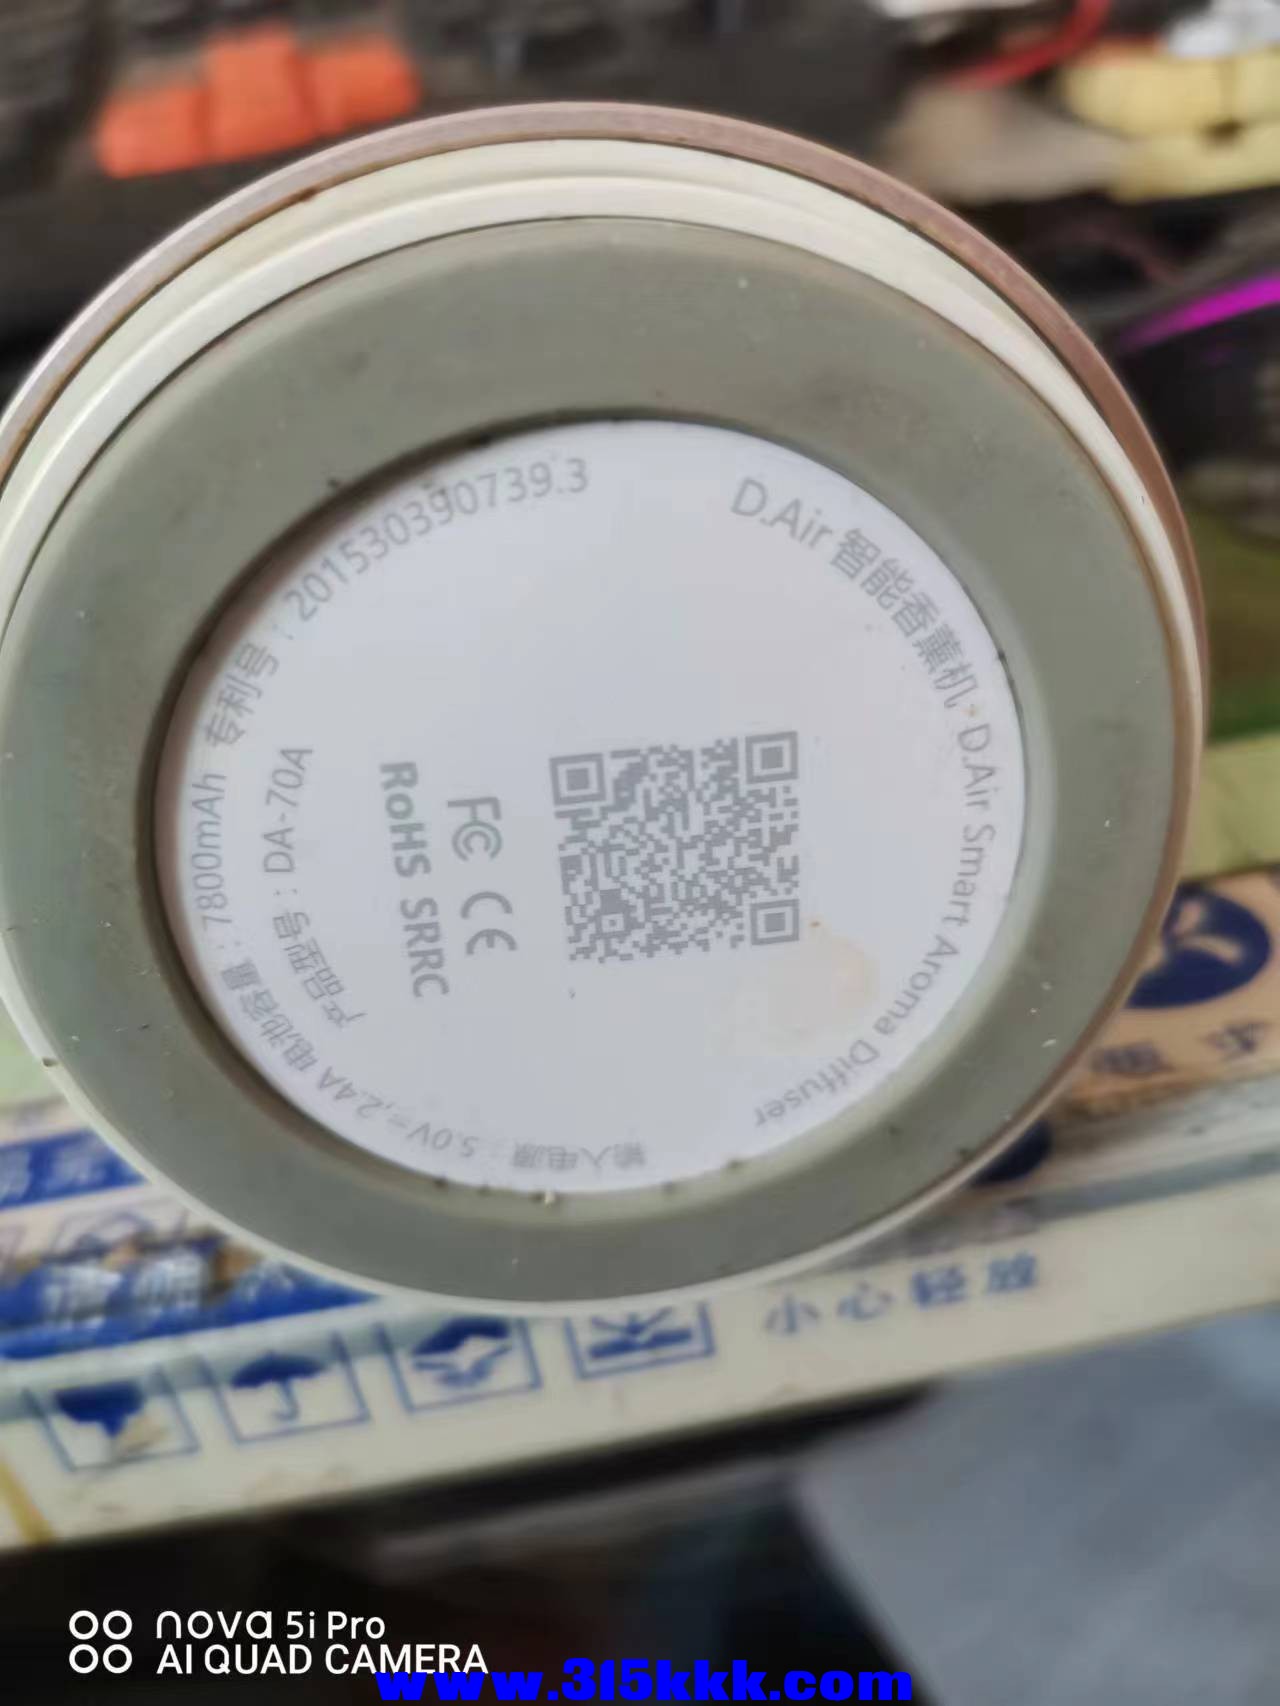 D.Air 智能香薰机 D.Air Smart Aroma Diffuser
专利号：201530390739.3
产品型号：DA-70A
输入电源：5.0V⎓,2.4A 电池容量：7800mAh
FC CE
RoHS SRRC
小心轻放
nova 5i Pro
AI QUAD CAMERA
www.315kkk.com